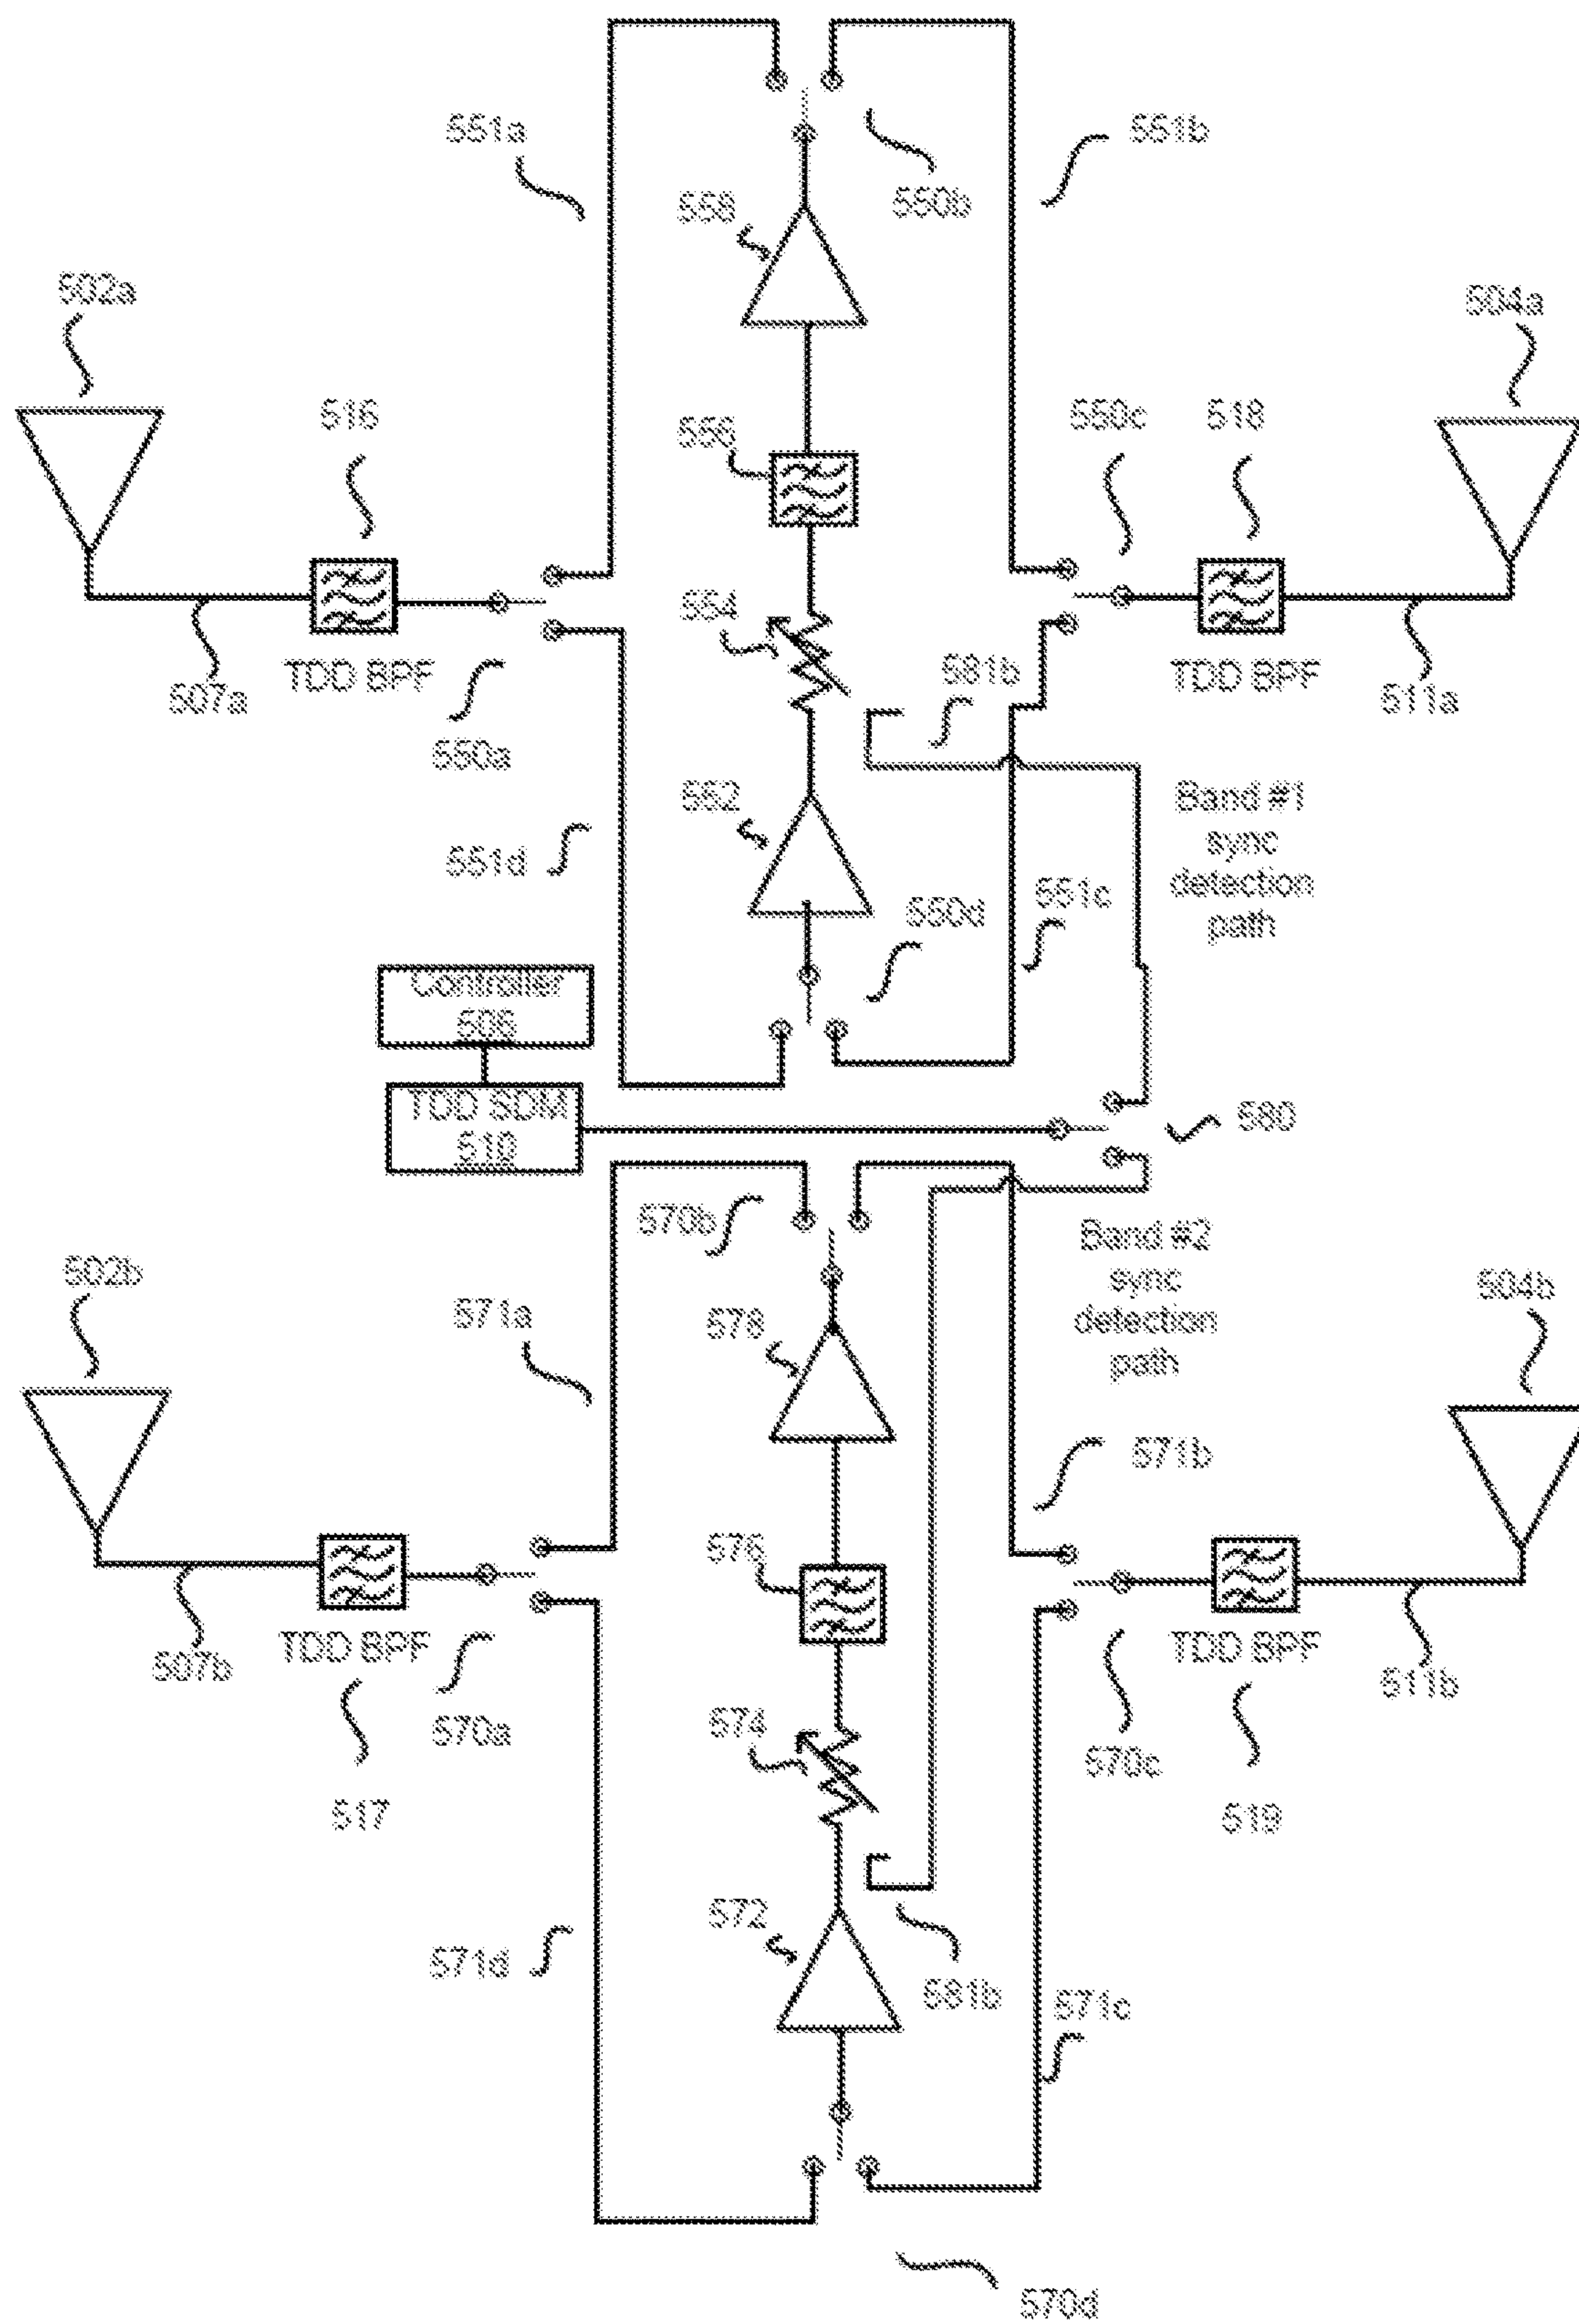 551a
551b
550b
558
502a
504a
516
550c
518
556
554
581b
TDD BPF
TDD BPF
507a
511a
550a
552
Band #1
sync
detection
path
551d
551c
550d
Controller
506
TDD SDM
510
580
570b
Band #2
sync
detection
path
502b
504b
571a
578
571b
576
TDD BPF
TDD BPF
507b
511b
570a
574
570c
517
519
572
571d
581b
571c
570d